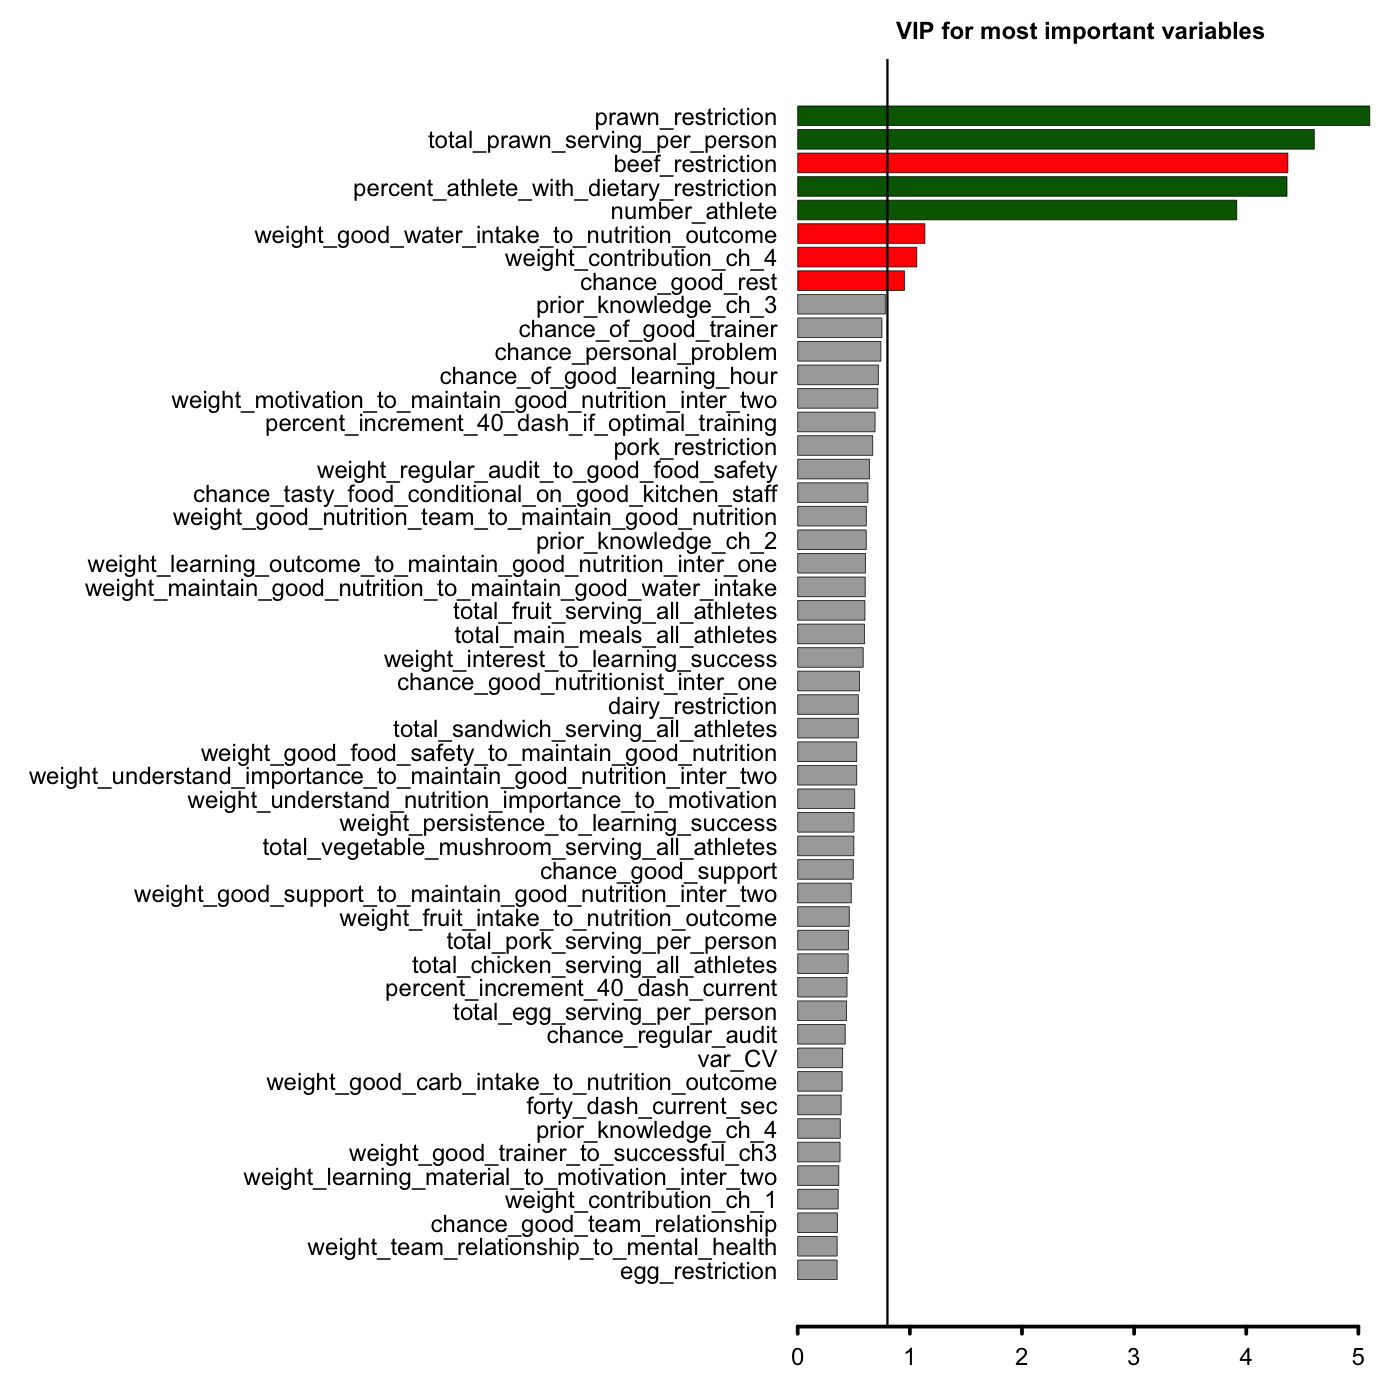 VIP for most important variables
prawn_restriction
total_prawn_serving_per_person
beef_restriction
percent_athlete_with_dietary_restriction
number_athlete
weight_good_water_intake_to_nutrition_outcome
weight_contribution_ch_4
chance_good_rest
prior_knowledge_ch_3
chance_of_good_trainer
chance_personal_problem
chance_of_good_learning_hour
weight_motivation_to_maintain_good_nutrition_inter_two
percent_increment_40_dash_if_optimal_training
pork_restriction
weight_regular_audit_to_good_food_safety
chance_tasty_food_conditional_on_good_kitchen_staff
weight_good_nutrition_team_to_maintain_good_nutrition
prior_knowledge_ch_2
weight_learning_outcome_to_maintain_good_nutrition_inter_one
weight_maintain_good_nutrition_to_maintain_good_water_intake
total_fruit_serving_all_athletes
total_main_meals_all_athletes
weight_interest_to_learning_success
chance_good_nutritionist_inter_one
dairy_restriction
total_sandwich_serving_all_athletes
weight_good_food_safety_to_maintain_good_nutrition
weight_understand_importance_to_maintain_good_nutrition_inter_two
weight_understand_nutrition_importance_to_motivation
weight_persistence_to_learning_success
total_vegetable_mushroom_serving_all_athletes
chance_good_support
weight_good_support_to_maintain_good_nutrition_inter_two
weight_fruit_intake_to_nutrition_outcome
total_pork_serving_per_person
total_chicken_serving_all_athletes
percent_increment_40_dash_current
total_egg_serving_per_person
chance_regular_audit
var_CV
weight_good_carb_intake_to_nutrition_outcome
forty_dash_current_sec
prior_knowledge_ch_4
weight_good_trainer_to_successful_ch3
weight_learning_material_to_motivation_inter_two
weight_contribution_ch_1
chance_good_team_relationship
weight_team_relationship_to_mental_health
egg_restriction
0 1 2 3 4 5